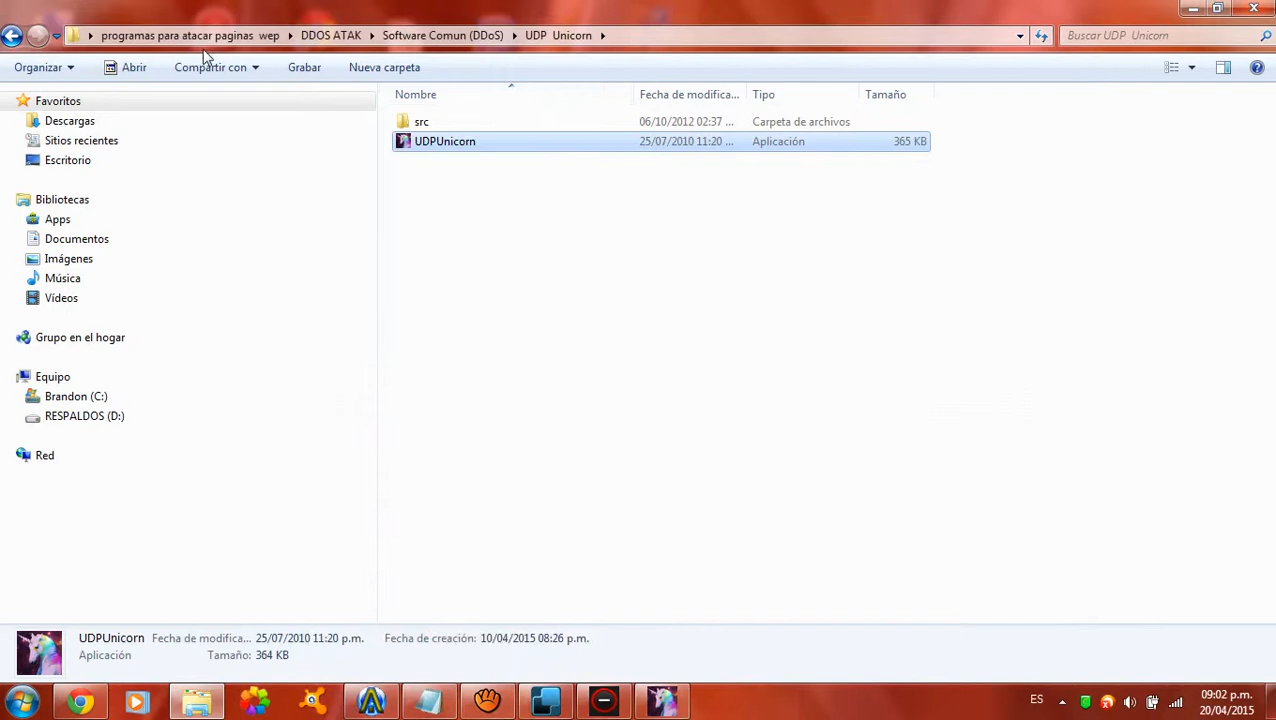 programas para atacar paginas wep DDOS ATAK Software Comun (DDoS) UDP Unicorn Buscar UDP Unicorn
Organizar Abrir Compartir con Grabar Nueva carpeta
Favoritos
Descargas
Sitios recientes
Escritorio
Bibliotecas
Apps
Documentos
Imágenes
Música
Vídeos
Grupo en el hogar
Equipo
Brandon (C:)
RESPALDOS (D:)
Red
Nombre Fecha de modifica... Tipo Tamaño
src 06/10/2012 02:37 ... Carpeta de archivos
UDPUnicorn 25/07/2010 11:20 ... Aplicación 365 KB
UDPUnicorn Fecha de modifica... 25/07/2010 11:20 p.m. Fecha de creación: 10/04/2015 08:26 p.m.
Aplicación Tamaño: 364 KB
ES 09:02 p.m.
20/04/2015